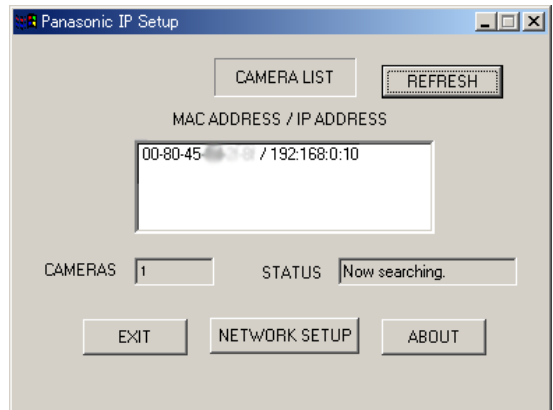 Panasonic IP Setup
CAMERA LIST
REFRESH
MAC ADDRESS / IP ADDRESS
00-80-45- / 192:168:0:10
CAMERAS 1 STATUS Now searching.
EXIT NETWORK SETUP ABOUT